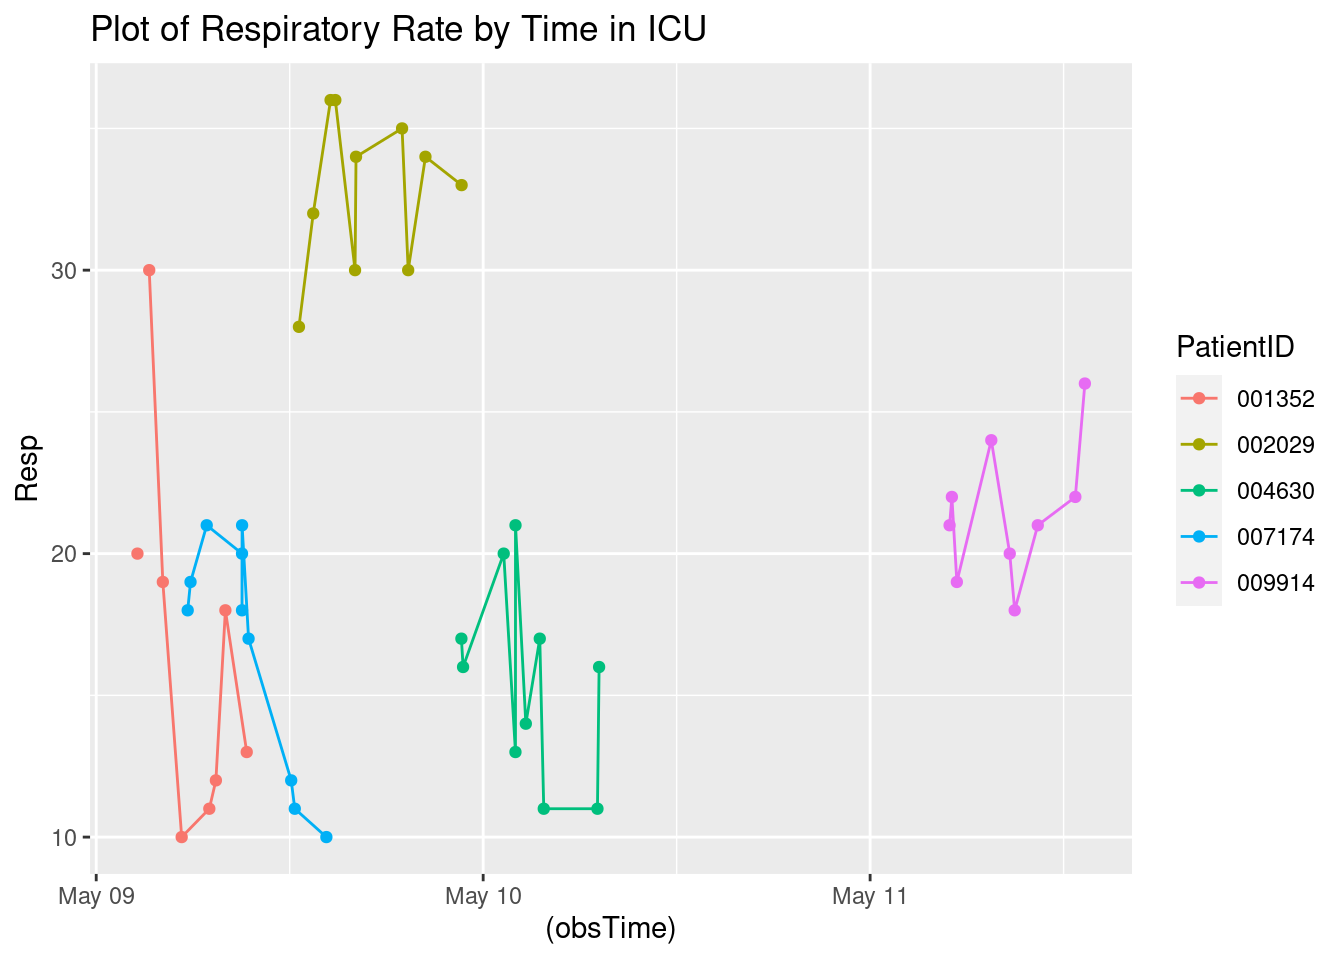 Plot of Respiratory Rate by Time in ICU
Resp
30
20
10
May 09
May 10
May 11
(obsTime)
PatientID
001352
002029
004630
007174
009914